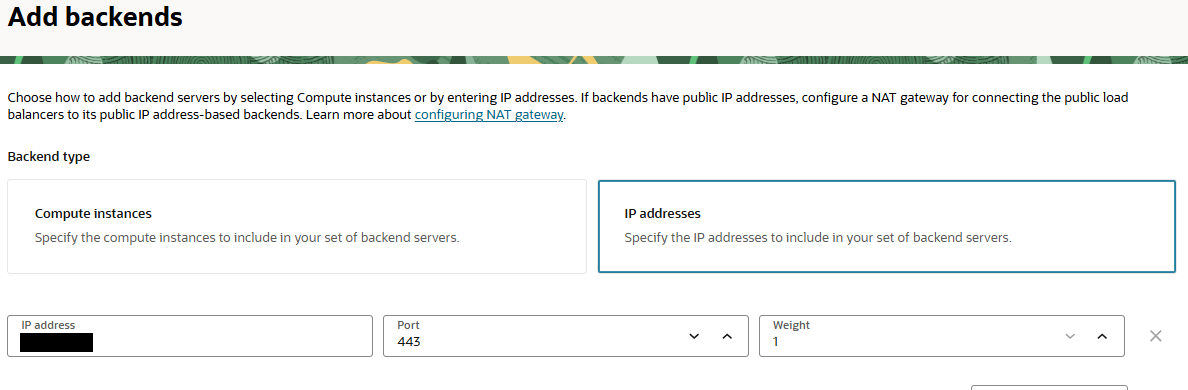 Add backends
Choose how to add backend servers by selecting Compute instances or by entering IP addresses. If backends have public IP addresses, configure a NAT gateway for connecting the public load
balancers to its public IP address-based backends. Learn more about configuring NAT gateway.
Backend type
Compute instances
Specify the compute instances to include in your set of backend servers.
IP addresses
Specify the IP addresses to include in your set of backend servers.
IP address
Port
443
Weight
1